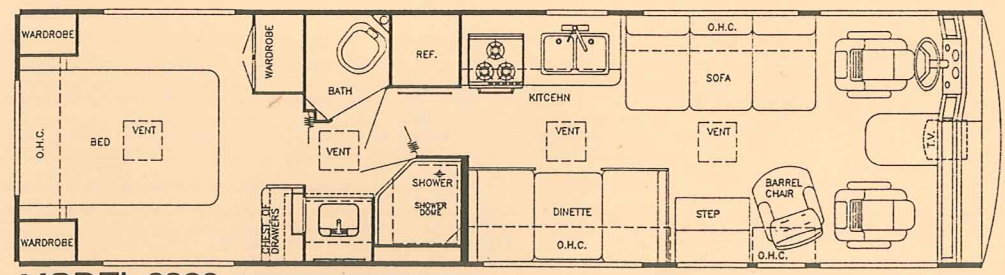 WARDROBE
WARDROBE
BATH
REF.
KITCEHN
O.H.C.
SOFA
O.H.C.
BED
VENT
VENT
VENT
VENT
T.V.
SHOWER
SHOWER
DOME
CHEST OF
DRAWERS
DINETTE
O.H.C.
STEP
BARREL
CHAIR
O.H.C.
WARDROBE